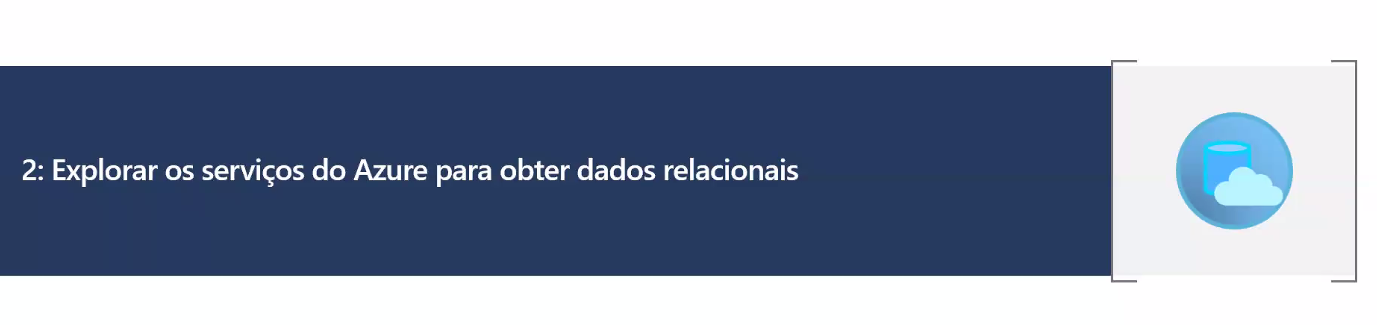 2: Explorar os serviços do Azure para obter dados relacionais